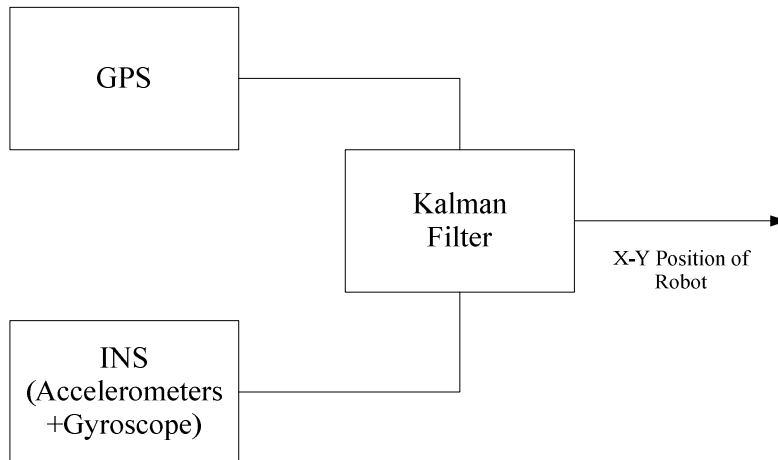 GPS
Kalman
Filter
X-Y Position of
Robot
INS
(Accelerometers
+Gyroscope)